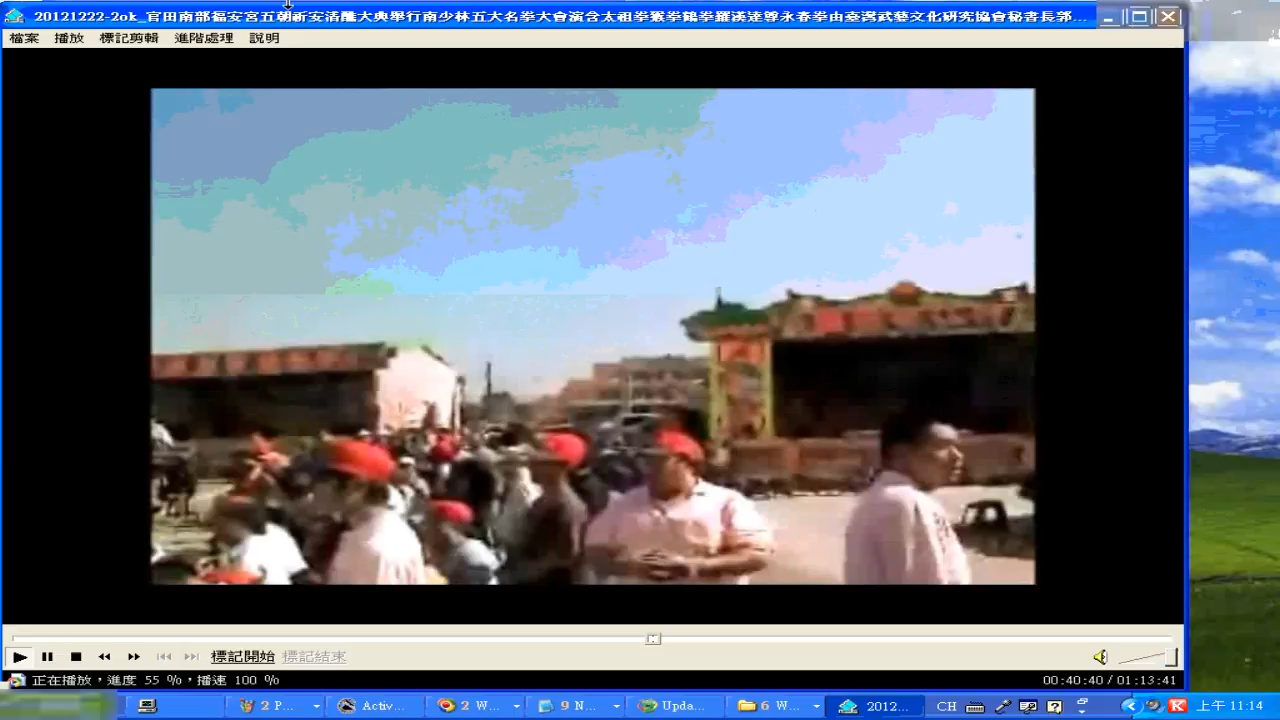 20121222-2ok_官田南部福安宮五朝祈安活醮大典舉行南少林五大名拳大會演含太祖拳猴拳鶴拳羅漢達尊永春拳由臺灣武藝文化研究協會秘書長郭...
檔案 播放 標記剪輯 進階處理 說明
標記開始 標記結束
正在播放，進度 55 %，播速 100 %
00:40:40 / 01:13:41
2 P... Activ... 2 W... 9 N... Upda... 6 W... 2012... CH 上午 11:14